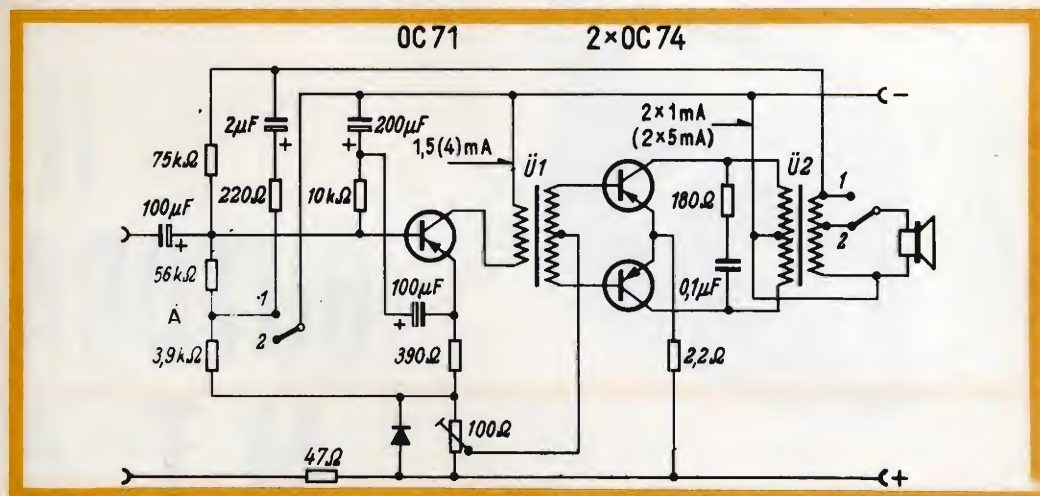 OC 71 2×OC 74
2µF
+
200µF
+
2×1mA
(2×5mA)
−
1,5(4)mA
Ü1
Ü2
75kΩ
220Ω
10kΩ
180Ω
1
2
100µF
+
56kΩ
100µF
+
0,1µF
A
1
2
3,9kΩ
390Ω
2,2Ω
100Ω
47Ω
+